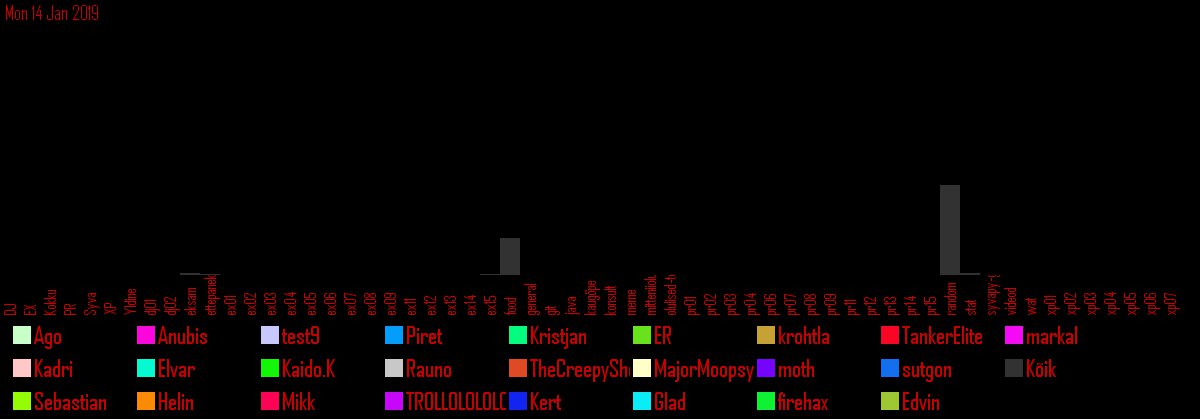 Mon 14 Jan 2019
DJ EX Kokku PR Syva XP Yldine dj01 dj02 eksam ettepanek ex01 ex02 ex03 ex04 ex05 ex06 ex07 ex08 ex09 ex11 ex12 ex13 ex14 ex15 food general git java kaugõpe konsult meme mitteriiuli olulised-h pr01 pr02 pr03 pr04 pr06 pr07 pr08 pr09 pr11 pr12 pr13 pr14 pr15 random stat syvapy-t videod wat xp01 xp02 xp03 xp04 xp05 xp06 xp07
Ago Anubis test9 Piret Kristjan ER krohtla TankerElite markal
Kadri Elvar Kaido.K Rauno TheCreepySh MajorMoopsy moth sutgon Kõik
Sebastian Helin Mikk TROLLOLOLOLO Kert Glad firehax Edvin